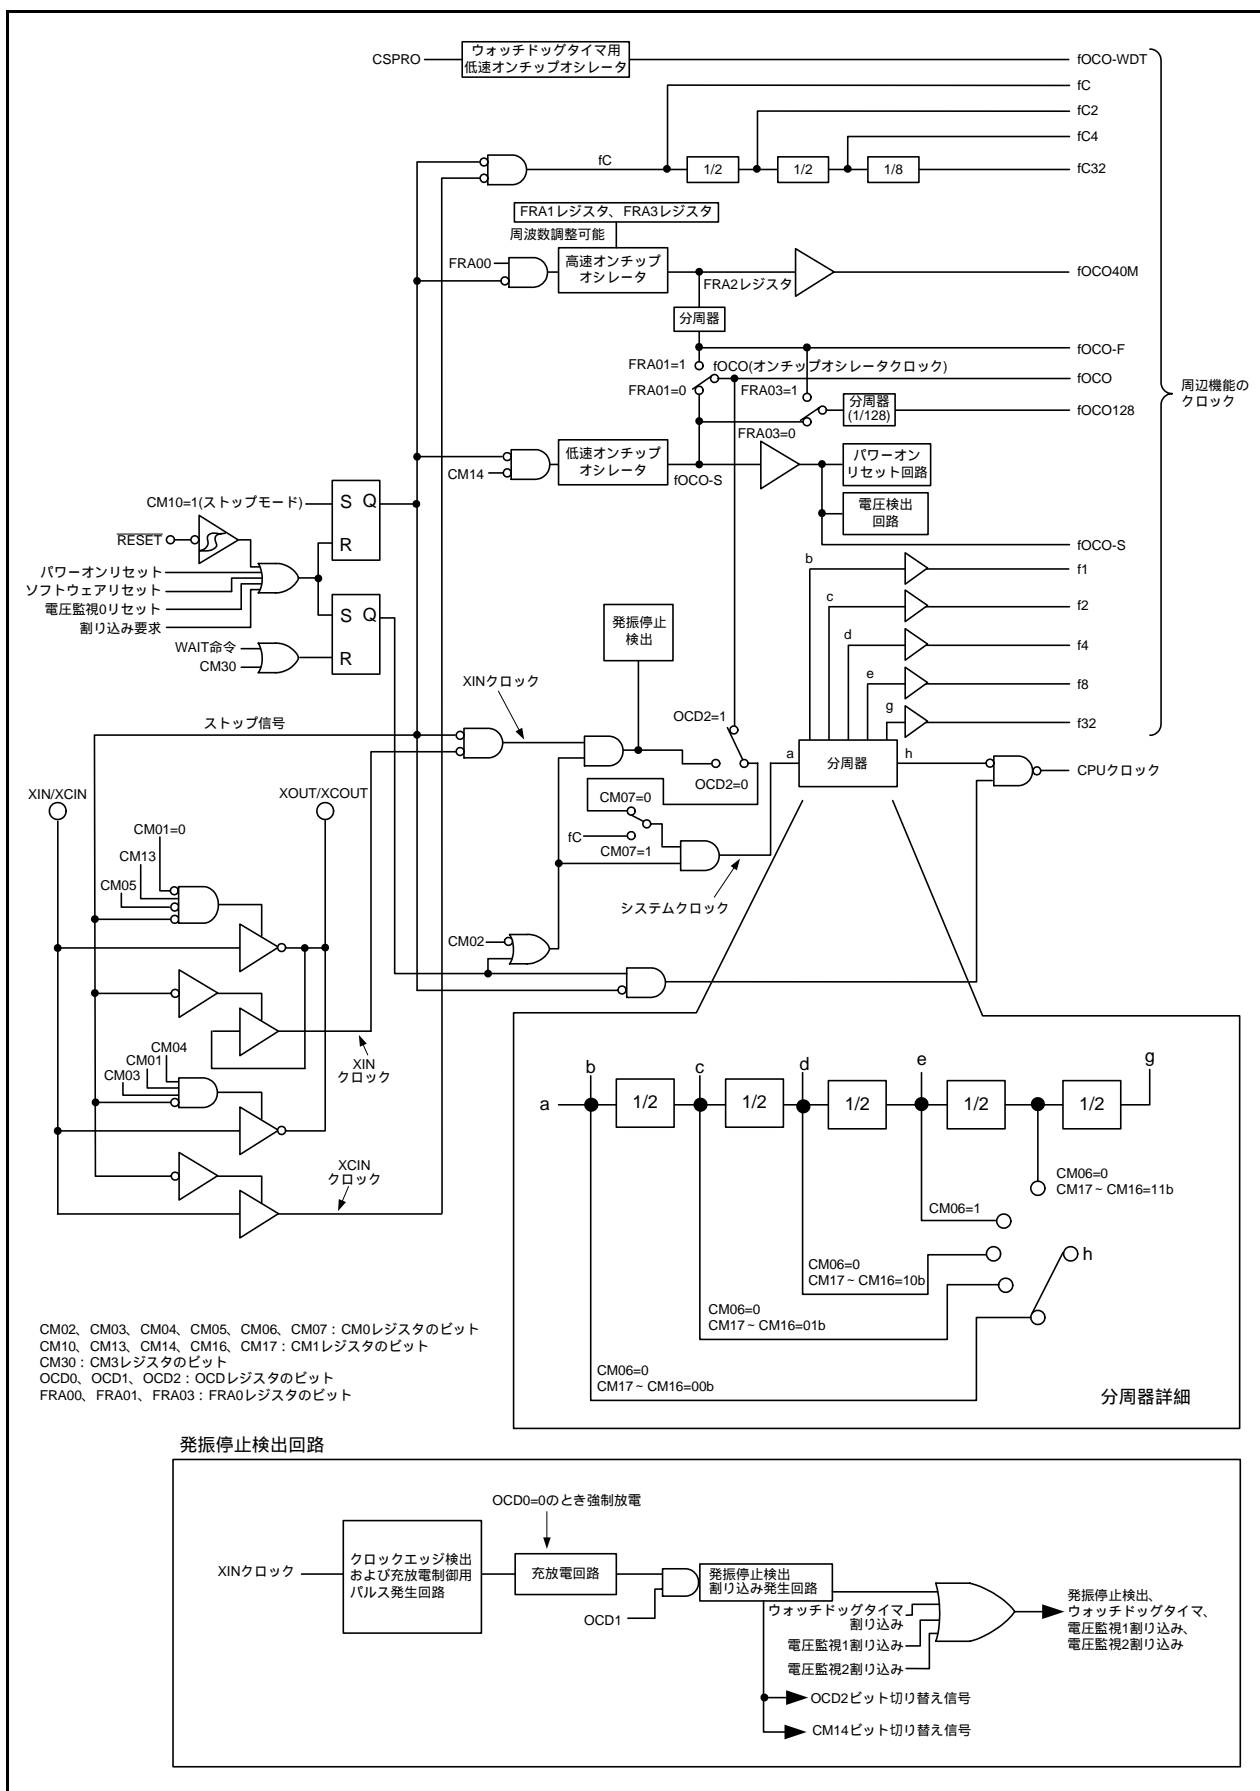 CSPRO
ウォッチドッグタイマ用
低速オンチップオシレータ
fOCO-WDT
fC
fC2
fC4
fC
1/2
1/2
1/8
fC32
FRA1レジスタ、FRA3レジスタ
周波数調整可能
FRA00
高速オンチップ
オシレータ
FRA2レジスタ
fOCO40M
分周器
fOCO-F
FRA01=1
fOCO(オンチップオシレータクロック)
fOCO
FRA01=0
FRA03=1
分周器
(1/128)
fOCO128
FRA03=0
周辺機能の
クロック
低速オンチップ
オシレータ
CM14
fOCO-S
パワーオン
リセット回路
電圧検出
回路
fOCO-S
CM10=1(ストップモード)
S Q
R
RESET
パワーオンリセット
ソフトウェアリセット
電圧監視0リセット
割り込み要求
S Q
R
WAIT命令
CM30
b
f1
c
f2
d
f4
e
f8
g
f32
発振停止
検出
XINクロック
ストップ信号
OCD2=1
OCD2=0
a
分周器
h
CPUクロック
CM07=0
fC
CM07=1
システムクロック
XIN/XCIN
XOUT/XCOUT
CM01=0
CM13
CM05
CM02
XIN
クロック
CM04
CM01
CM03
XCIN
クロック
a
b
1/2
c
1/2
d
1/2
e
1/2
1/2
g
CM06=0
CM17~CM16=11b
CM06=1
CM06=0
CM17~CM16=10b
h
CM06=0
CM17~CM16=01b
CM06=0
CM17~CM16=00b
分周器詳細
CM02、CM03、CM04、CM05、CM06、CM07:CM0レジスタのビット
CM10、CM13、CM14、CM16、CM17:CM1レジスタのビット
CM30:CM3レジスタのビット
OCD0、OCD1、OCD2:OCDレジスタのビット
FRA00、FRA01、FRA03:FRA0レジスタのビット
発振停止検出回路
OCD0=0のとき強制放電
XINクロック
クロックエッジ検出
および充放電制御用
パルス発生回路
充放電回路
OCD1
発振停止検出
割り込み発生回路
ウォッチドッグタイマ
割り込み
電圧監視1割り込み
電圧監視2割り込み
発振停止検出、
ウォッチドッグタイマ、
電圧監視1割り込み、
電圧監視2割り込み
OCD2ビット切り替え信号
CM14ビット切り替え信号